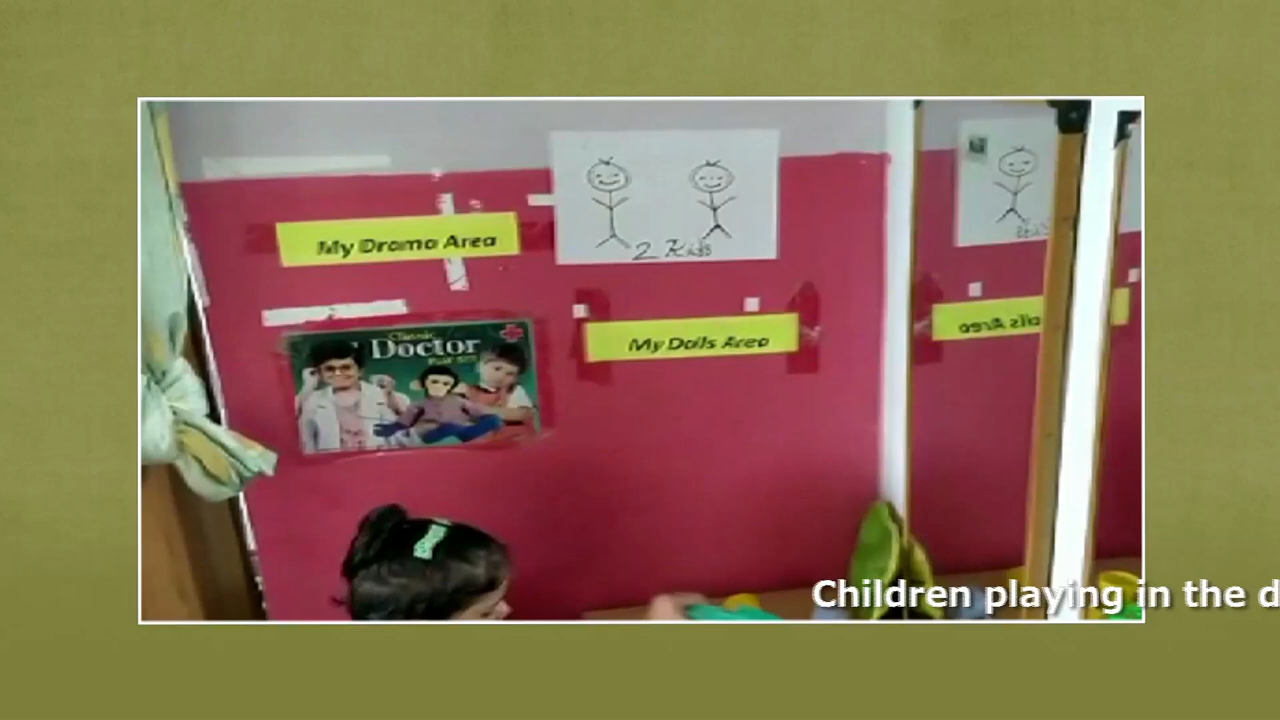 My Drama Area
2 Kids
Classic
Doctor
My Dolls Area
Children playing in the d